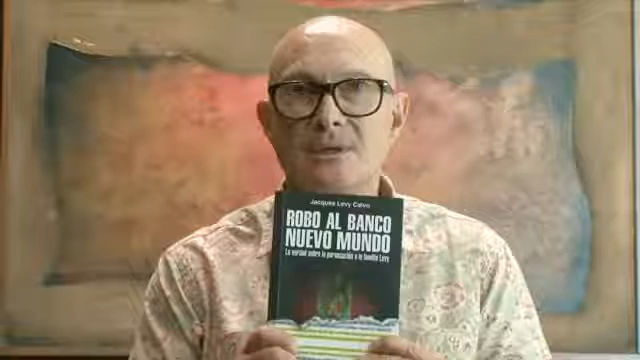 Jacques Levy Calvo
ROBO AL BANCO
NUEVO MUNDO
La verdad sobre la persecución a la familia Levy